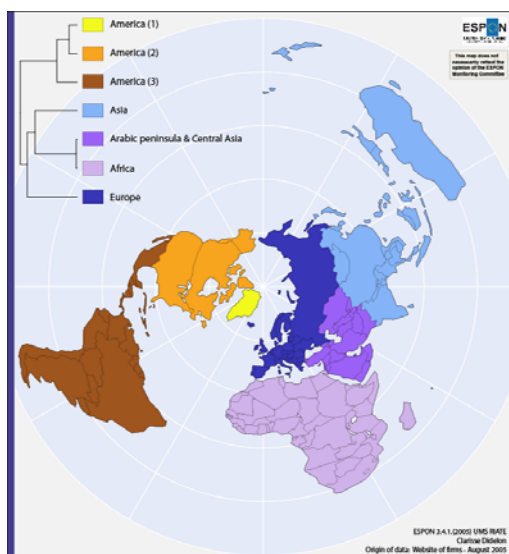 America (1)
America (2)
America (3)
Asia
Arabic peninsula & Central Asia
Africa
Europe
ESPON
This map does not
necessarily reflect the
opinion of the ESPON
Monitoring Committee
ESPON 3.4.1.(2005) UMS RIATE
Clarisse Didelon
Origin of data: Website of firms - August 2005